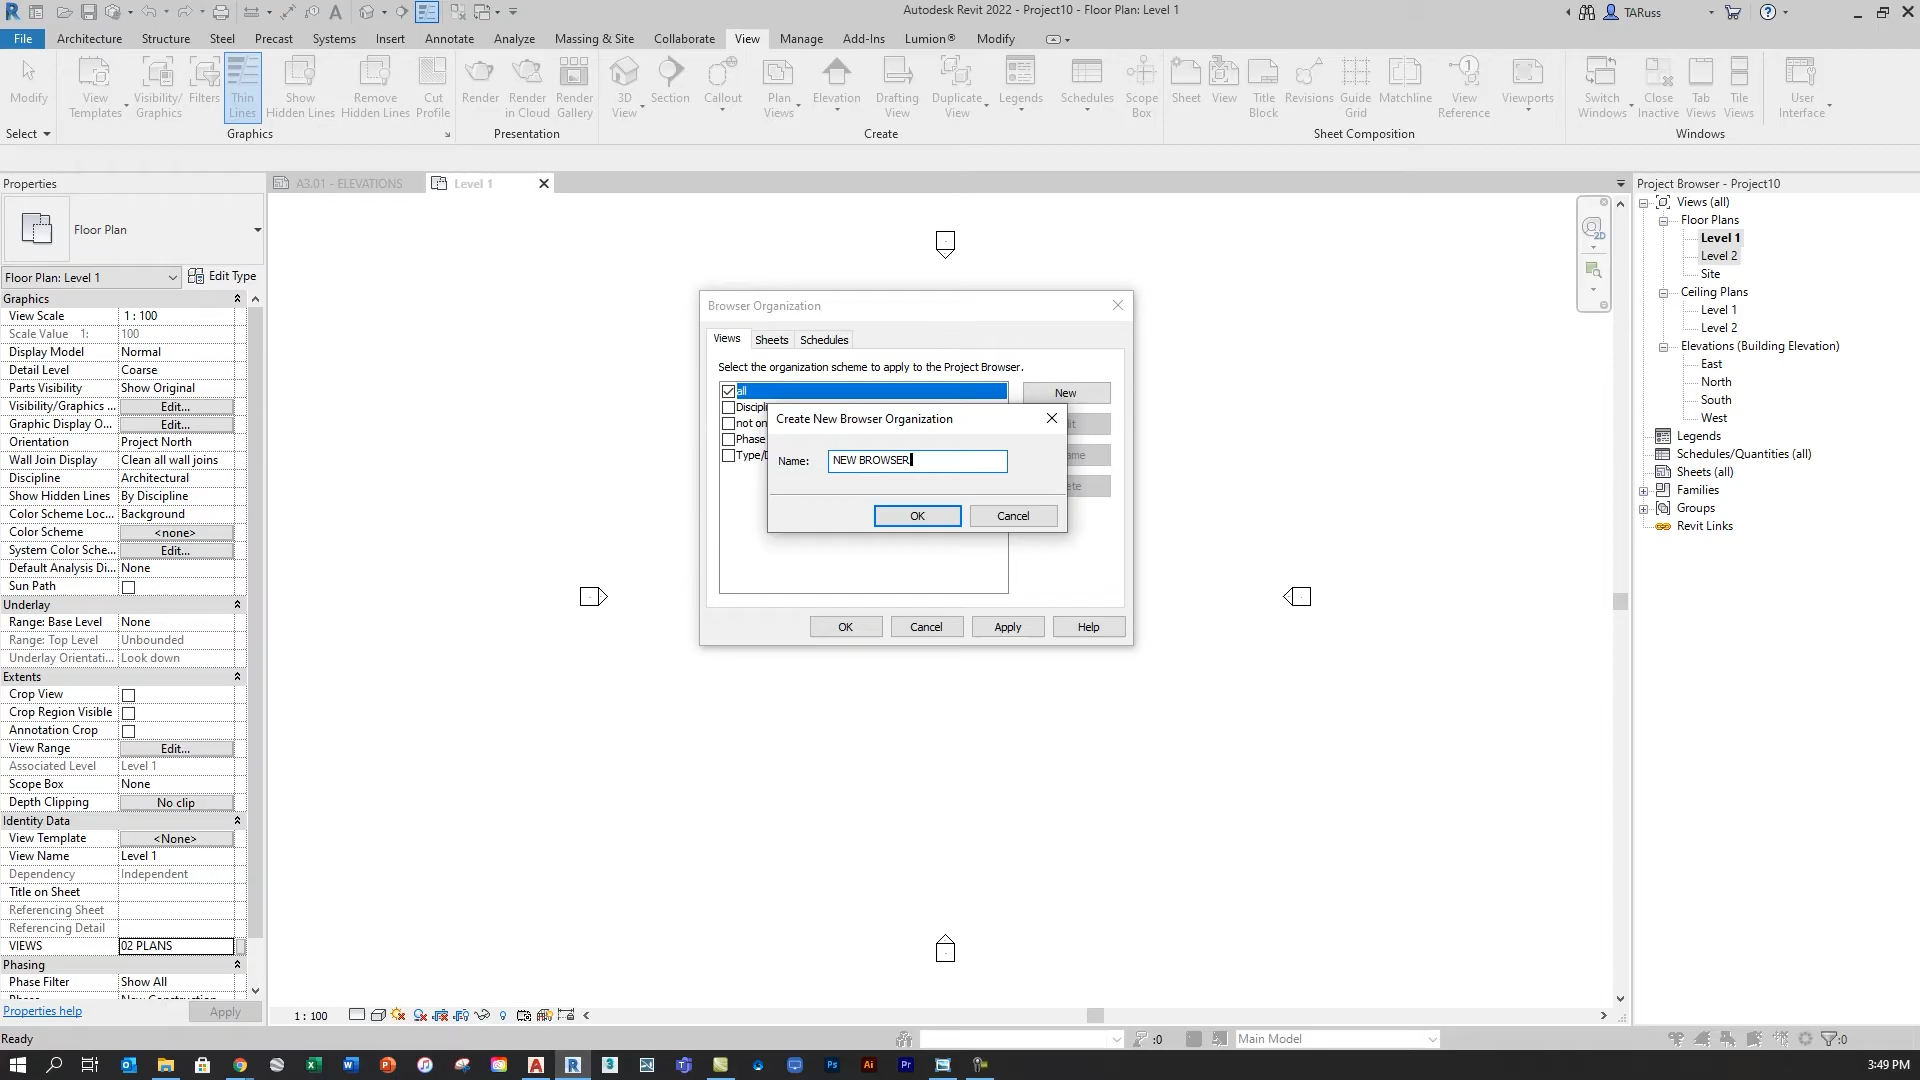 Autodesk Revit 2022 - Project10 - Floor Plan: Level 1
TARuss
File Architecture Structure Steel Precast Systems Insert Annotate Analyze Massing & Site Collaborate View Manage Add-Ins Lumion® Modify
Modify
View Templates
Visibility/ Graphics
Filters
Thin Lines
Show Hidden Lines
Remove Hidden Lines
Cut Profile
Render
Render in Cloud
Render Gallery
3D View
Section
Callout
Plan Views
Elevation
Drafting View
Duplicate View
Legends
Schedules
Scope Box
Sheet
View
Title Block
Revisions
Guide Grid
Matchline
View Reference
Viewports
Switch Windows
Close Inactive
Tab Views
Tile Views
User Interface
Select Graphics Presentation Create Sheet Composition Windows
Properties
Floor Plan
Floor Plan: Level 1 Edit Type
Graphics
View Scale 1 : 100
Scale Value 1: 100
Display Model Normal
Detail Level Coarse
Parts Visibility Show Original
Visibility/Graphics ... Edit...
Graphic Display O... Edit...
Orientation Project North
Wall Join Display Clean all wall joins
Discipline Architectural
Show Hidden Lines By Discipline
Color Scheme Loc... Background
Color Scheme <none>
System Color Sche... Edit...
Default Analysis Di... None
Sun Path
Underlay
Range: Base Level None
Range: Top Level Unbounded
Underlay Orientati... Look down
Extents
Crop View
Crop Region Visible
Annotation Crop
View Range Edit...
Associated Level Level 1
Scope Box None
Depth Clipping No clip
Identity Data
View Template <None>
View Name Level 1
Dependency Independent
Title on Sheet
Referencing Sheet
Referencing Detail
VIEWS 02 PLANS
Phasing
Phase Filter Show All
Properties help Apply
A3.01 - ELEVATIONS Level 1
2D
Browser Organization
Views Sheets Schedules
Select the organization scheme to apply to the Project Browser.
all
Discipli
not on
Phase
Type/D
New
Create New Browser Organization
Name: NEW BROWSER
OK Cancel
OK Cancel Apply Help
1 : 100
Project Browser - Project10
Views (all)
Floor Plans
Level 1
Level 2
Site
Ceiling Plans
Level 1
Level 2
Elevations (Building Elevation)
East
North
South
West
Legends
Schedules/Quantities (all)
Sheets (all)
Families
Groups
Revit Links
Ready
:0
Main Model
:0
3:49 PM